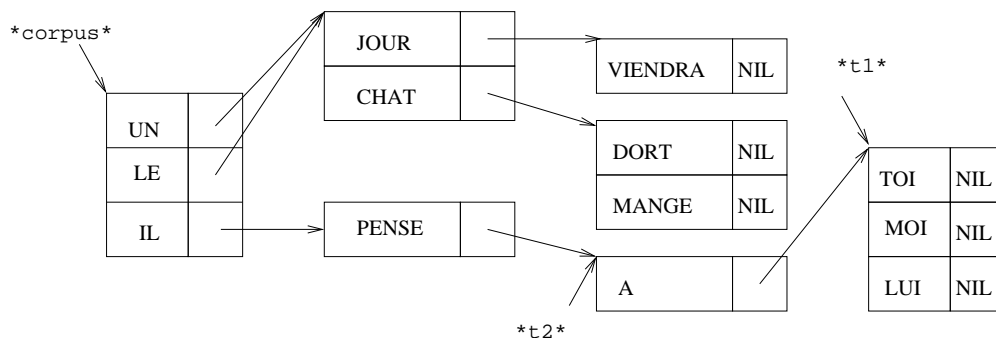 *corpus*
UN
LE
IL
JOUR
CHAT
PENSE
VIENDRA NIL
DORT NIL
MANGE NIL
A
*t2*
*t1*
TOI NIL
MOI NIL
LUI NIL